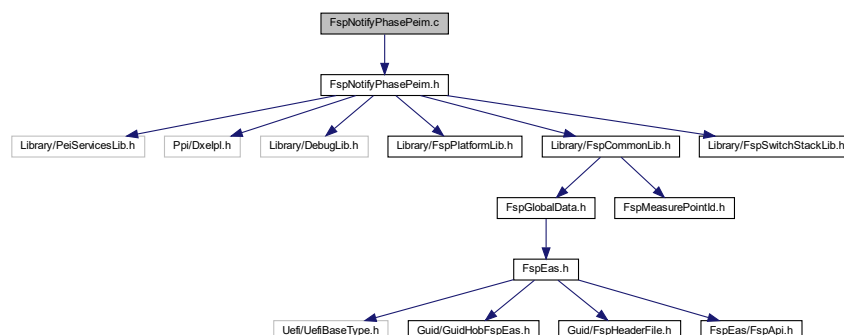 FspNotifyPhasePeim.c
FspNotifyPhasePeim.h
Library/PeiServicesLib.h
Ppi/DxeIpl.h
Library/DebugLib.h
Library/FspPlatformLib.h
Library/FspCommonLib.h
Library/FspSwitchStackLib.h
FspGlobalData.h
FspMeasurePointId.h
FspEas.h
Uefi/UefiBaseType.h
Guid/GuidHobFspEas.h
Guid/FspHeaderFile.h
FspEas/FspApi.h